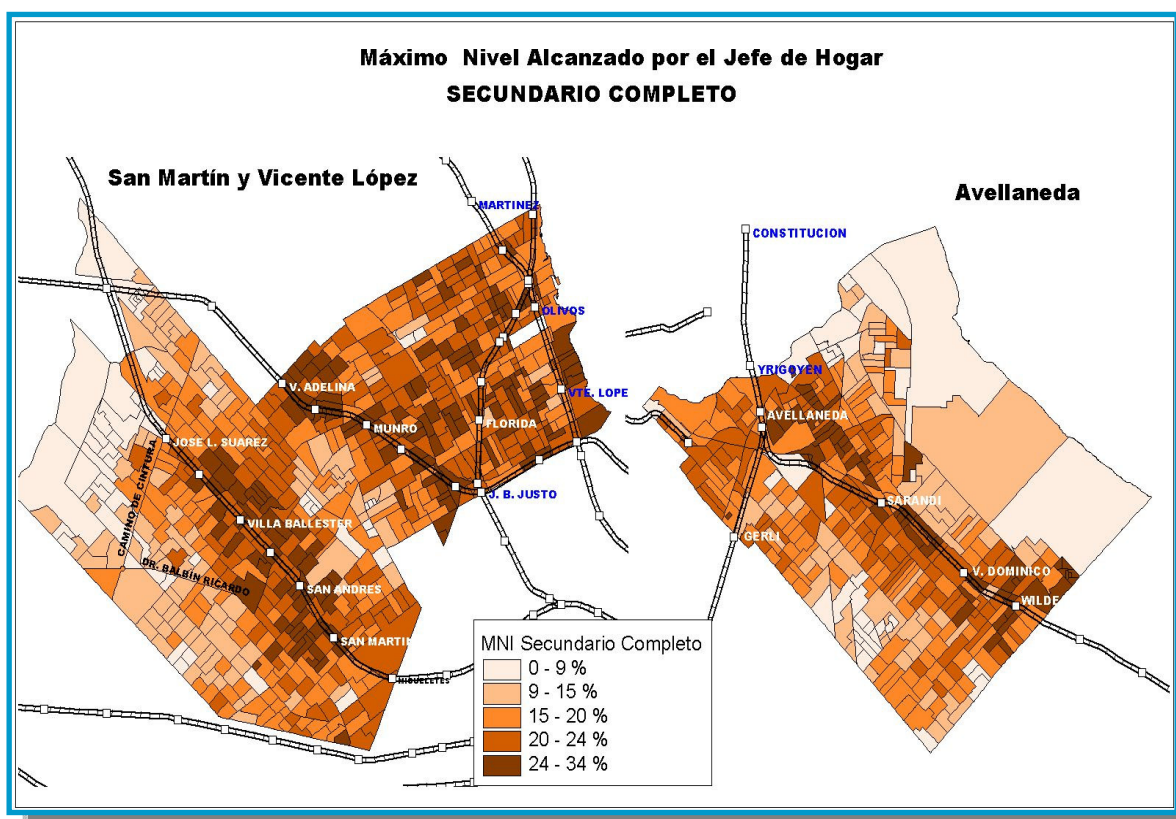 Máximo Nivel Alcanzado por el Jefe de Hogar
SECUNDARIO COMPLETO
San Martín y Vicente López
Avellaneda
MARTINEZ
OLIVOS
VTE. LOPE
V. ADELINA
MUNRO
FLORIDA
J. B. JUSTO
JOSE L. SUAREZ
CAMINO DE CINTURA
VILLA BALLESTER
DR. BALBÍN RICARDO
SAN ANDRES
SAN MARTIN
CONSTITUCION
YRIGOYEN
AVELLANEDA
SARANDI
GERLI
V. DOMINICO
WILDE
MNI Secundario Completo
0 - 9 %
9 - 15 %
15 - 20 %
20 - 24 %
24 - 34 %